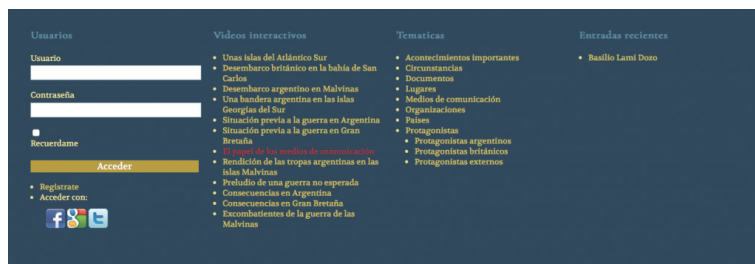 Usuarios
Usuario
Contraseña
Recuerdame
Acceder
Registrate
Acceder con:
Videos interactivos
Unas islas del Atlántico Sur
Desembarco británico en la bahía de San
Carlos
Desembarco argentino en Malvinas
Una bandera argentina en las islas
Georgias del Sur
Situación previa a la guerra en Argentina
Situación previa a la guerra en Gran
Bretaña
El papel de los medios de comunicación
Rendición de las tropas argentinas en las
islas Malvinas
Preludio de una guerra no esperada
Consecuencias en Argentina
Consecuencias en Gran Bretaña
Excombatientes de la guerra de las
Malvinas
Tematicas
Acontecimientos importantes
Circunstancias
Documentos
Lugares
Medios de comunicación
Organizaciones
Países
Protagonistas
Protagonistas argentinos
Protagonistas británicos
Protagonistas externos
Entradas recientes
Basilio Lami Dozo